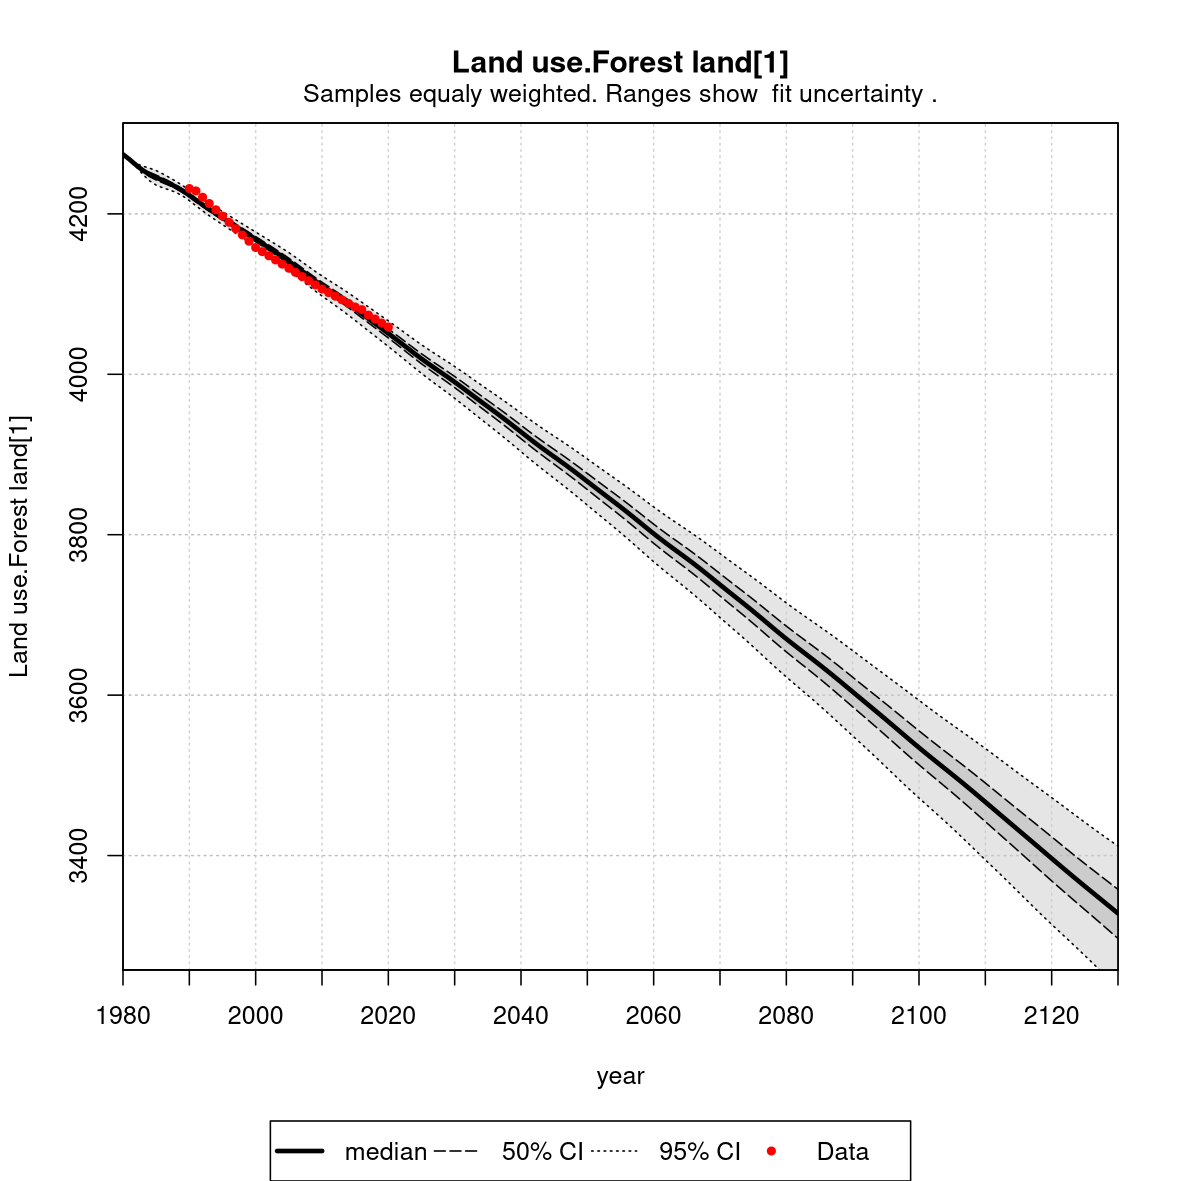 Land use.Forest land[1]
Samples equaly weighted. Ranges show  fit uncertainty .
Land use.Forest land[1]
4200
4000
3800
3600
3400
1980 2000 2020 2040 2060 2080 2100 2120
year
median 50% CI 95% CI Data